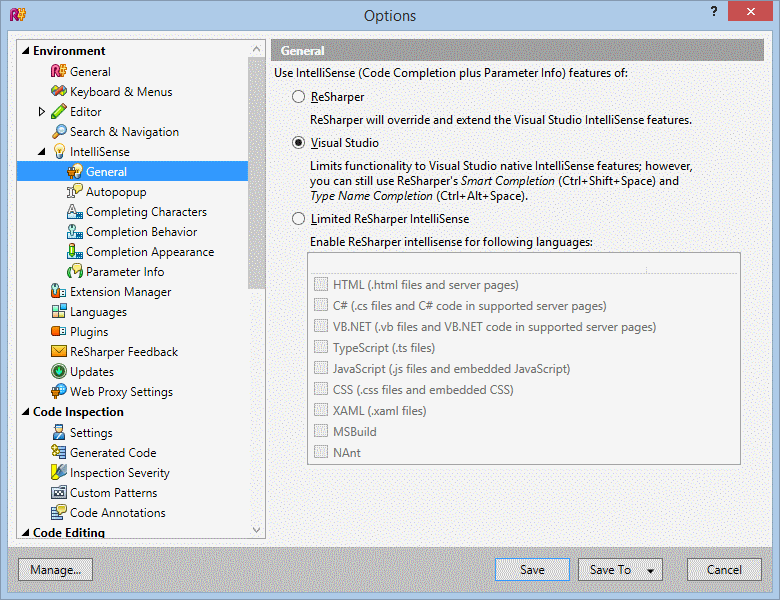 Options
?
Environment
General
Keyboard & Menus
Editor
Search & Navigation
IntelliSense
General
Autopopup
Completing Characters
Completion Behavior
Completion Appearance
Parameter Info
Extension Manager
Languages
Plugins
ReSharper Feedback
Updates
Web Proxy Settings
Code Inspection
Settings
Generated Code
Inspection Severity
Custom Patterns
Code Annotations
Code Editing
General
Use IntelliSense (Code Completion plus Parameter Info) features of:
ReSharper
ReSharper will override and extend the Visual Studio IntelliSense features.
Visual Studio
Limits functionality to Visual Studio native IntelliSense features; however,
you can still use ReSharper's Smart Completion (Ctrl+Shift+Space) and
Type Name Completion (Ctrl+Alt+Space).
Limited ReSharper IntelliSense
Enable ReSharper intellisense for following languages:
HTML (.html files and server pages)
C# (.cs files and C# code in supported server pages)
VB.NET (.vb files and VB.NET code in supported server pages)
TypeScript (.ts files)
JavaScript (.js files and embedded JavaScript)
CSS (.css files and embedded CSS)
XAML (.xaml files)
MSBuild
NAnt
Manage...
Save
Save To
Cancel